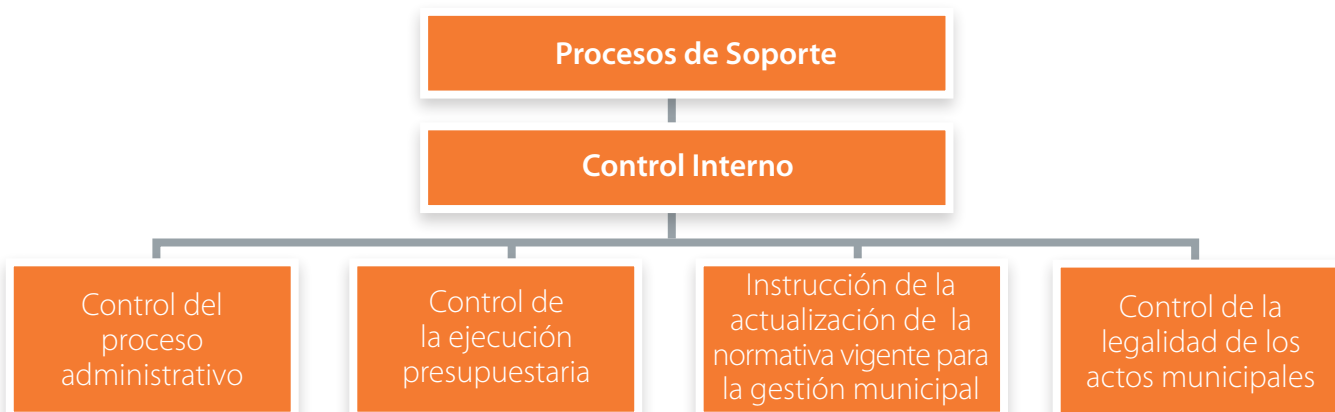 Procesos de Soporte
Control Interno
Control del
proceso
administrativo
Control de
la ejecución
presupuestaria
Instrucción de la
actualización de la
normativa vigente para
la gestión municipal
Control de la
legalidad de los
actos municipales